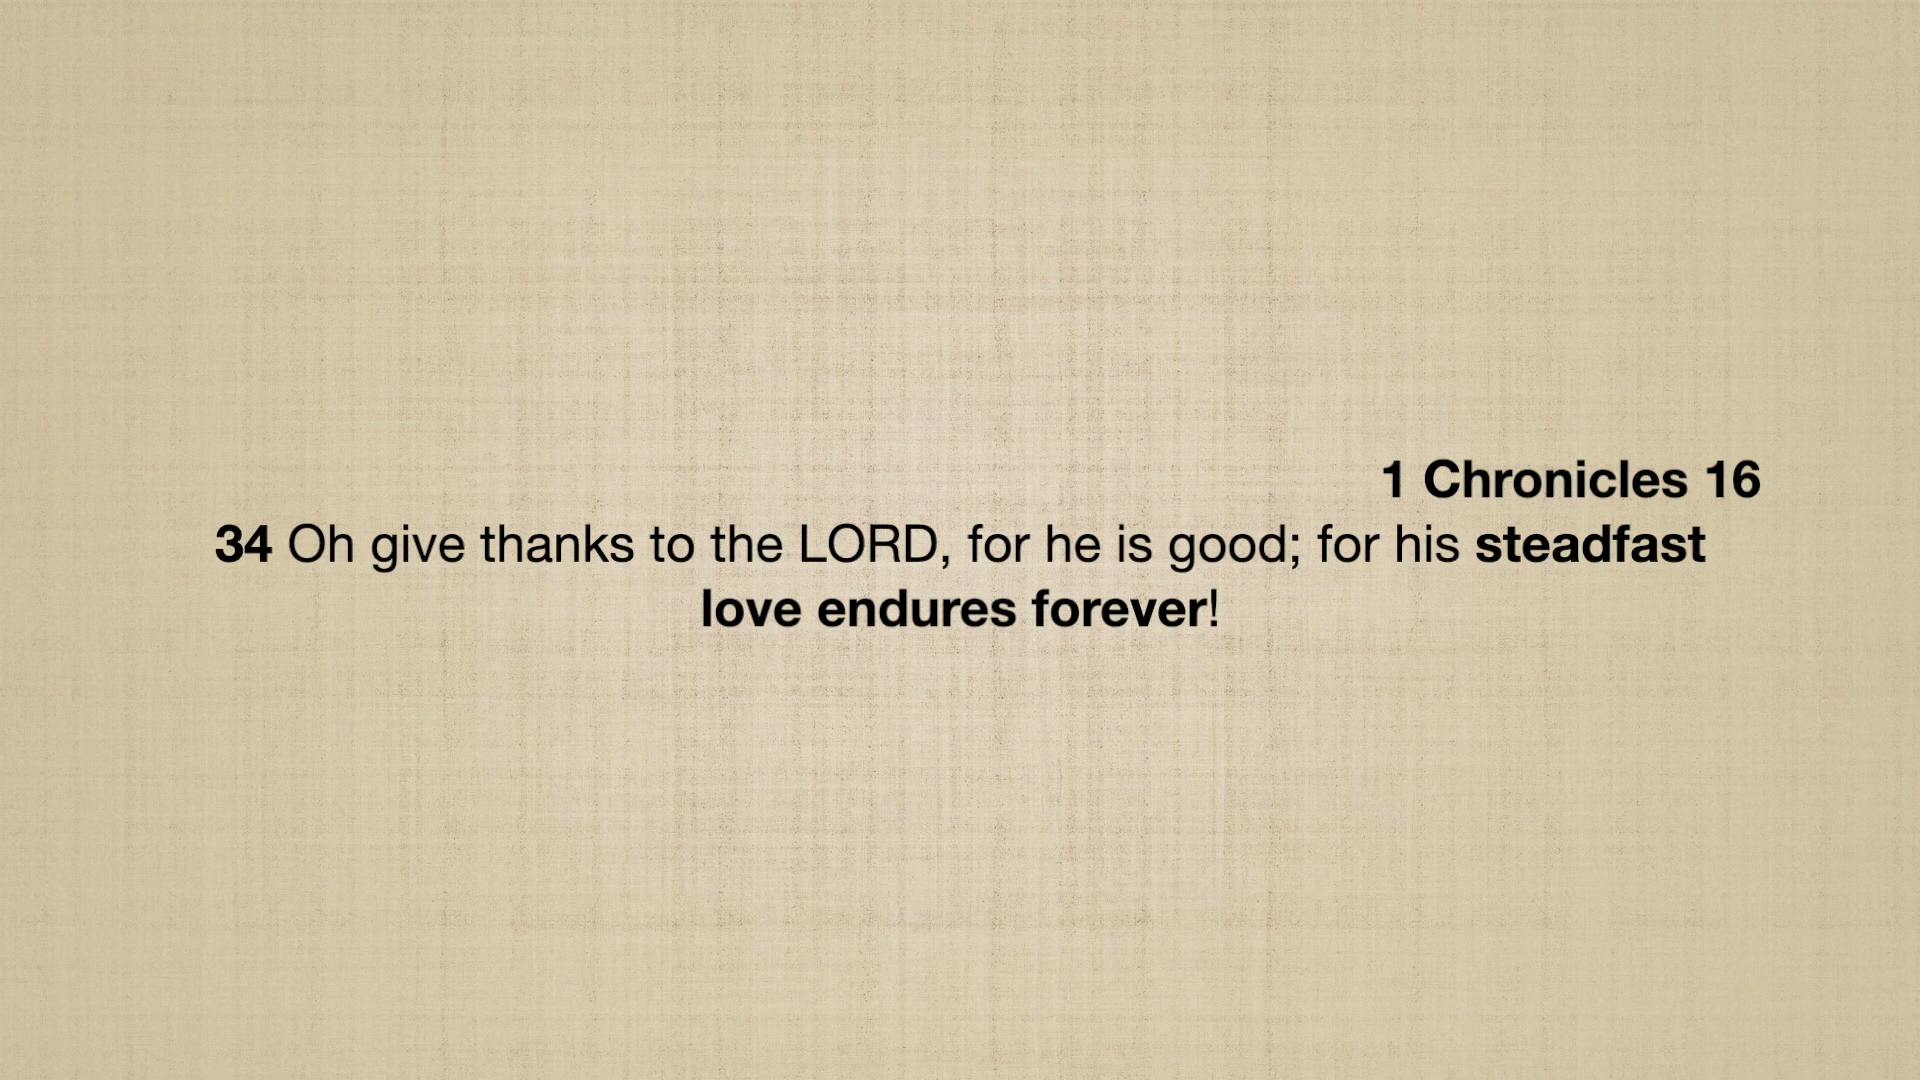 1 Chronicles 16
34 Oh give thanks to the LORD, for he is good; for his steadfast
love endures forever!